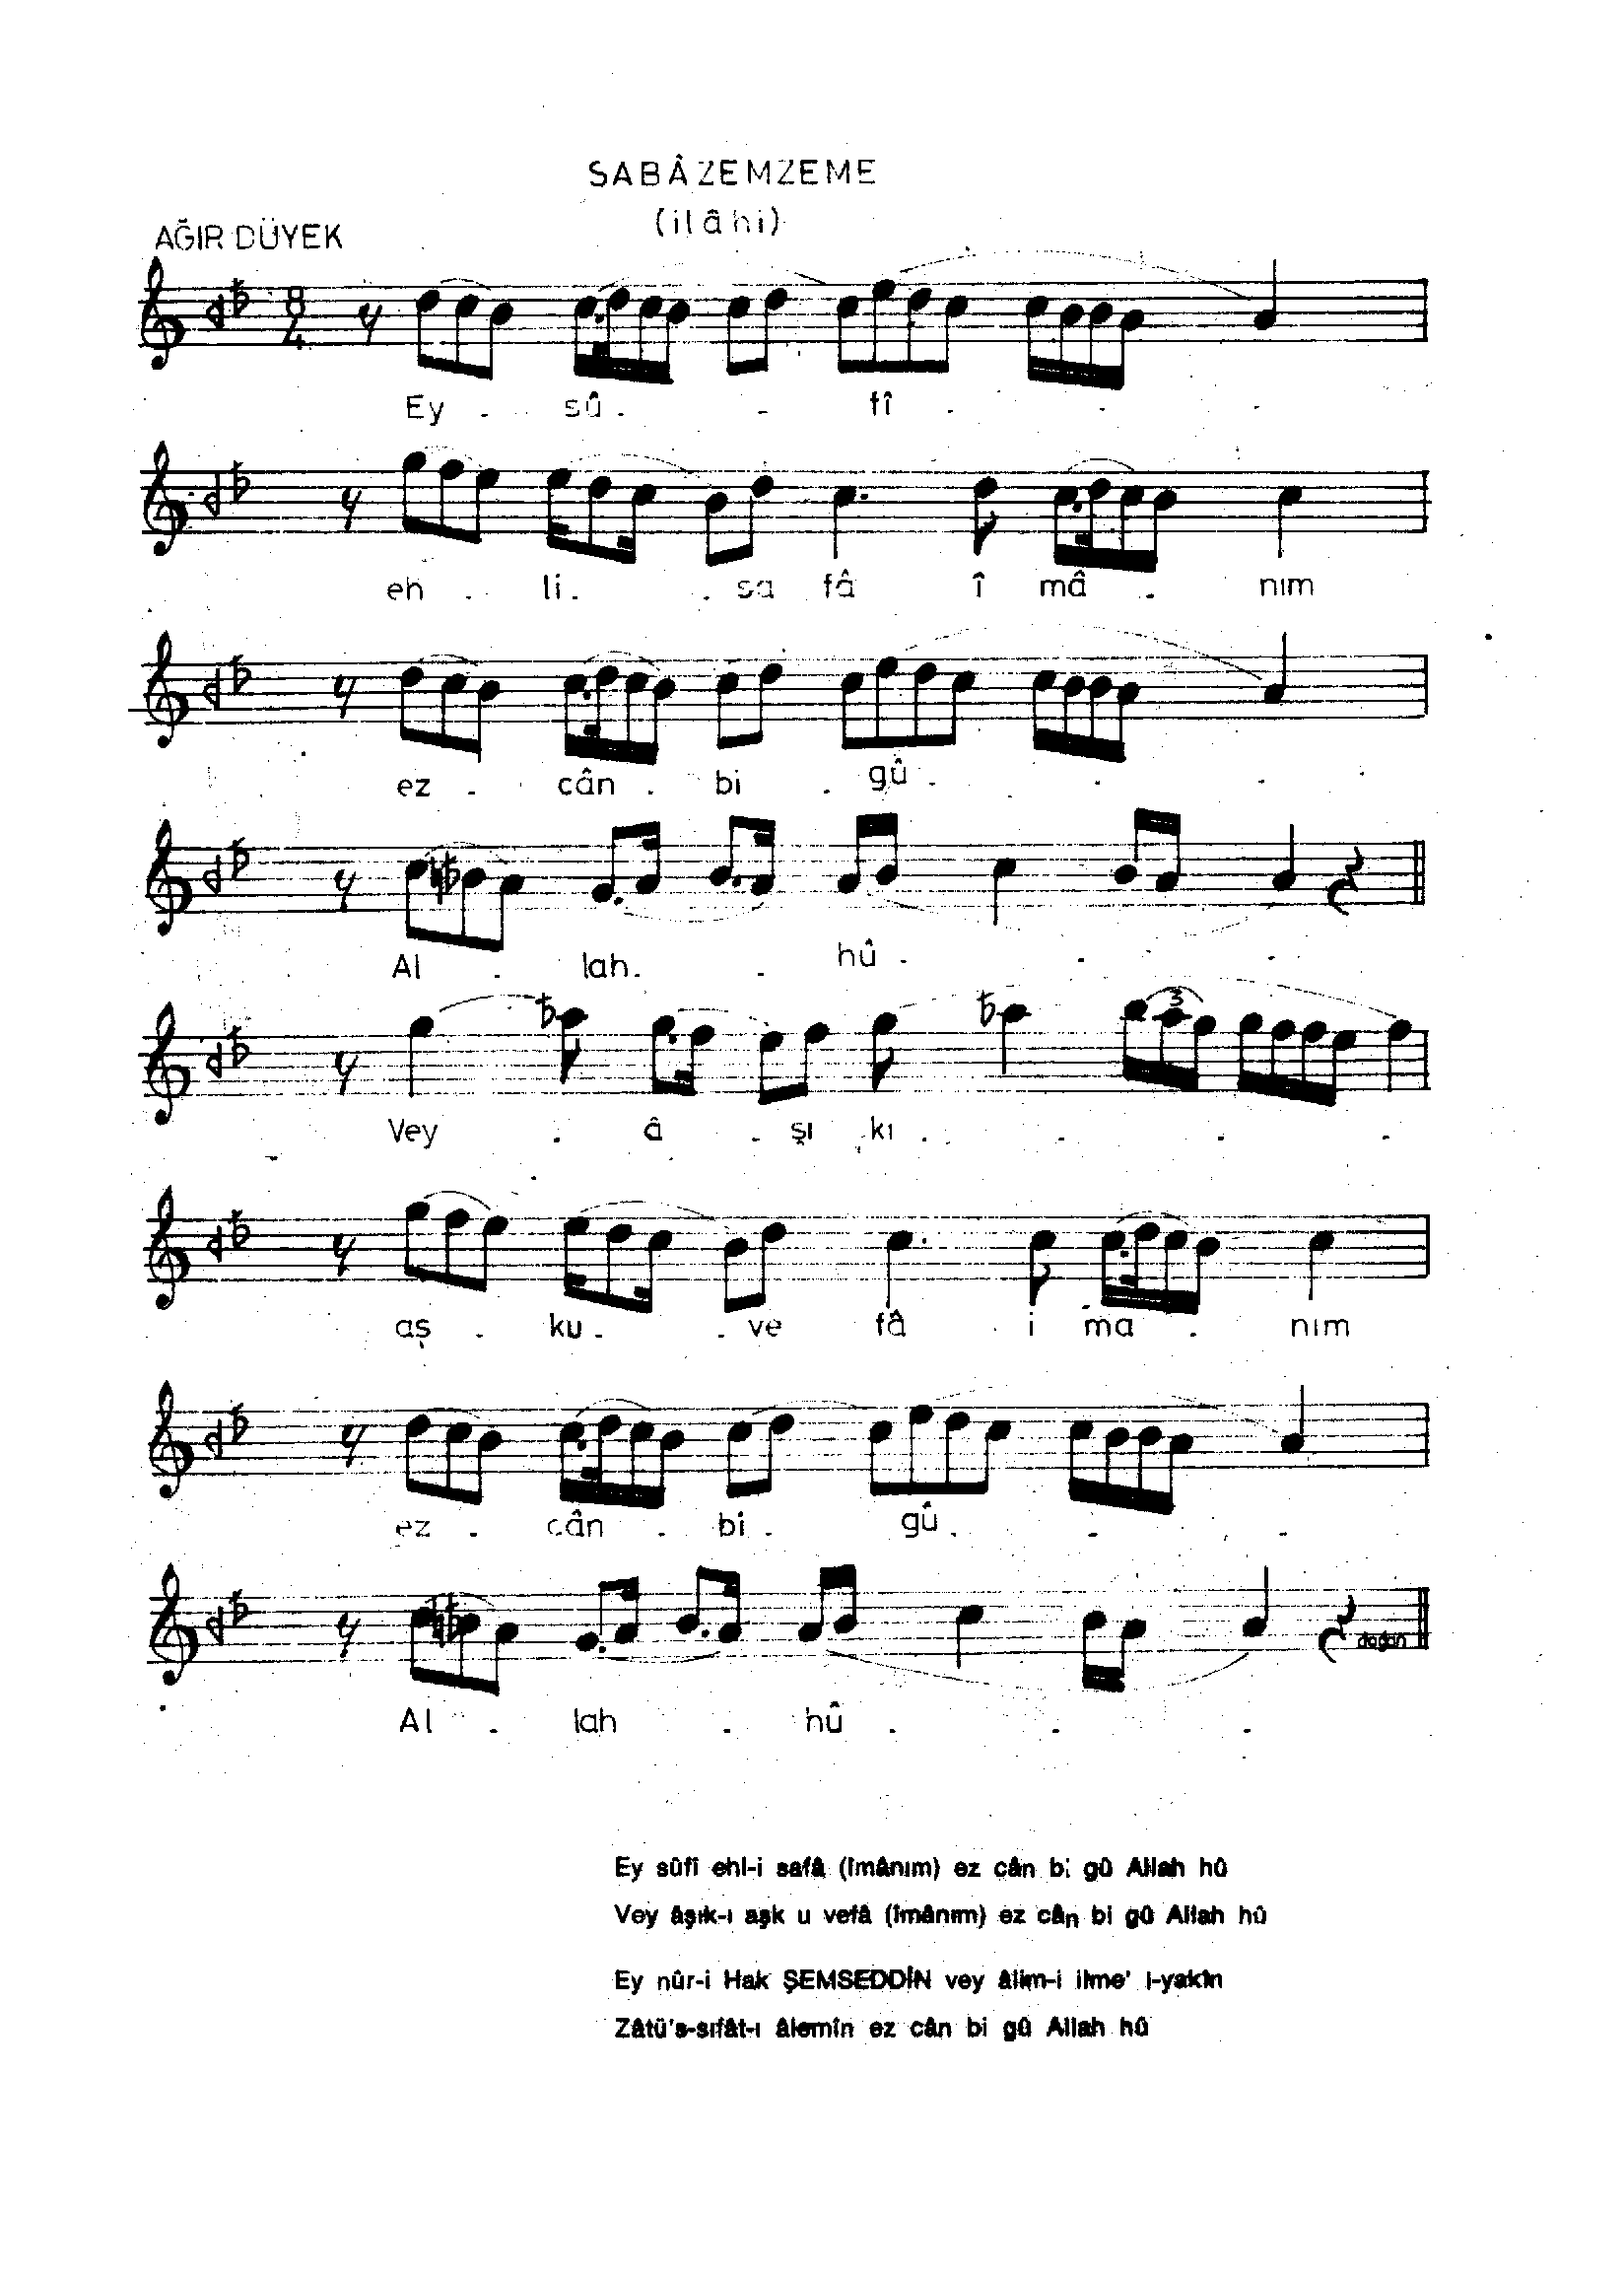 SABÂZEMZEME
(ilâhi)
AĞIR DÜYEK
8
4
Ey . sû . . fî . . .
eh . li . . sa fâ î mâ . nım
ez . cân . bi . gû . . .
Al . lah . . hû . . .
3
Vey . â . şı kı . . . .
aş . ku . . ve fâ i ma . nım
ez . cân . bi . gû . . .
doğan
Al . lah . hû . . .
Ey sûfî ehl-i safâ (îmânım) ez cân bi gû Allah hû
Vey âşık-ı aşk u vefâ (îmânım) ez cân bi gû Allah hû
Ey nûr-i Hak ŞEMSEDDİN vey âlim-i ilme' l-yakîn
Zâtü's-sıfât-ı âlemîn ez cân bi gû Allah hû